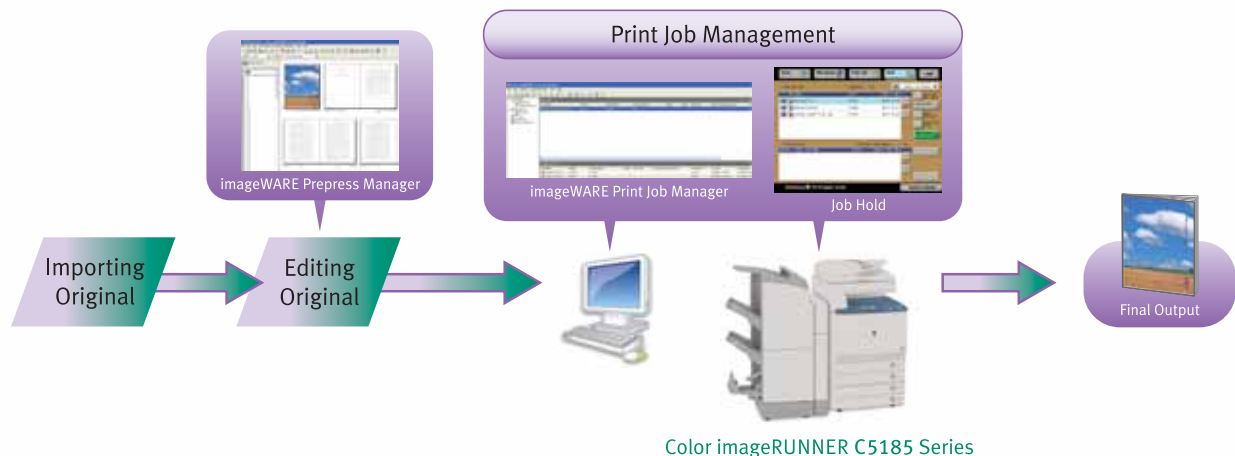 Print Job Management
imageWARE Prepress Manager
imageWARE Print Job Manager
Job Hold
Importing
Original
Editing
Original
Final Output
Color imageRUNNER C5185 Series